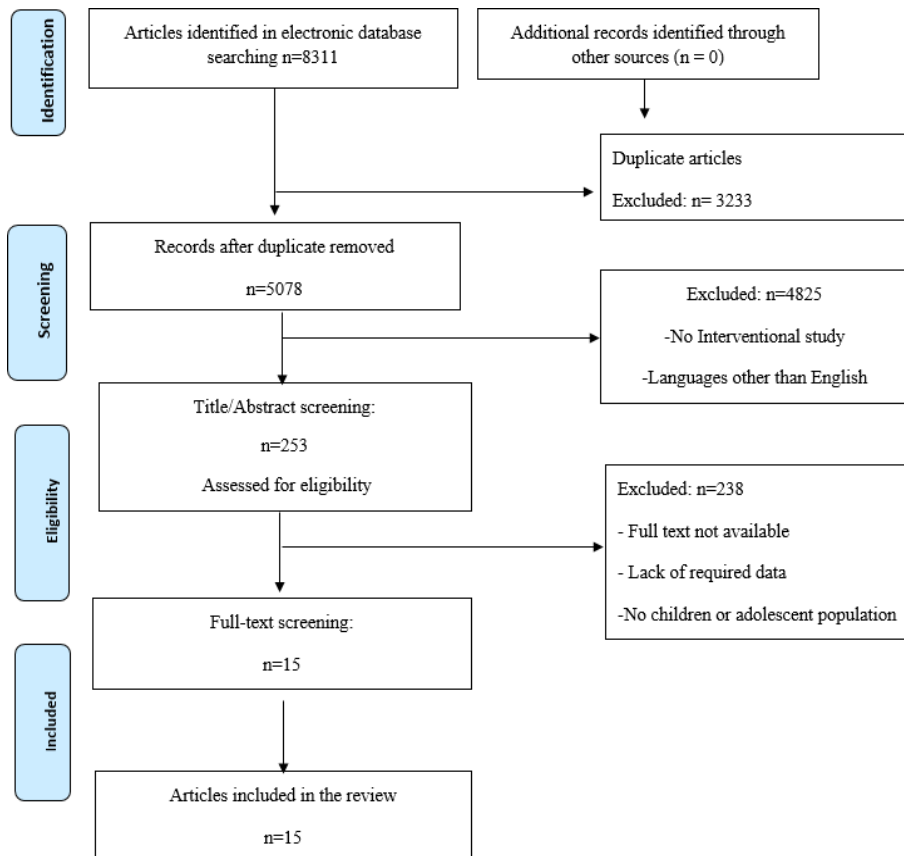 Identification
Articles identified in electronic database
searching n=8311
Additional records identified through
other sources (n = 0)
Duplicate articles
Excluded: n= 3233
Screening
Records after duplicate removed
n=5078
Excluded: n=4825
-No Interventional study
-Languages other than English
Title/Abstract screening:
n=253
Assessed for eligibility
Eligibility
Excluded: n=238
- Full text not available
- Lack of required data
-No children or adolescent population
Full-text screening:
n=15
Included
Articles included in the review
n=15